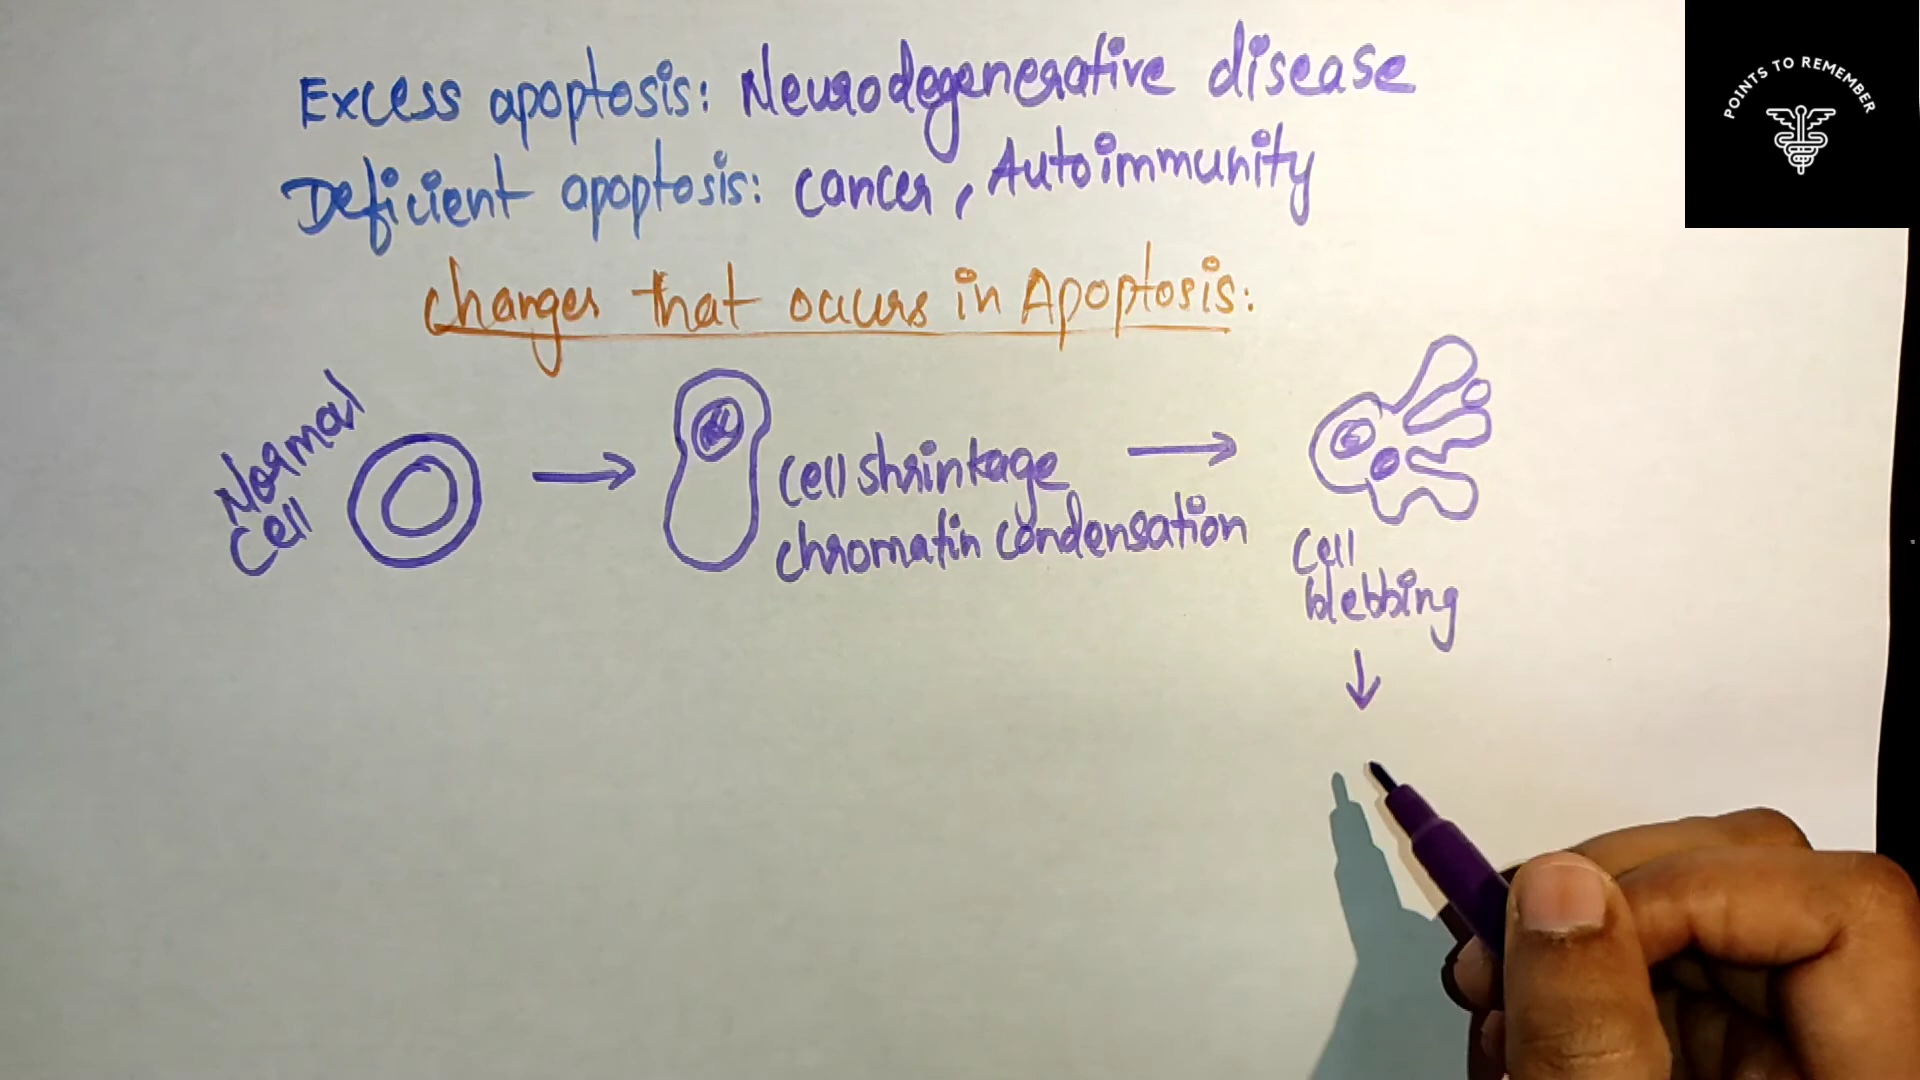 Excess apoptosis: Neurodegenerative disease
Deficient apoptosis: cancer, Autoimmunity
Changes that occurs in Apoptosis:
Normal
Cell
Cell shrinkage
chromatin condensation
Cell
blebbing
POINTS TO REMEMBER